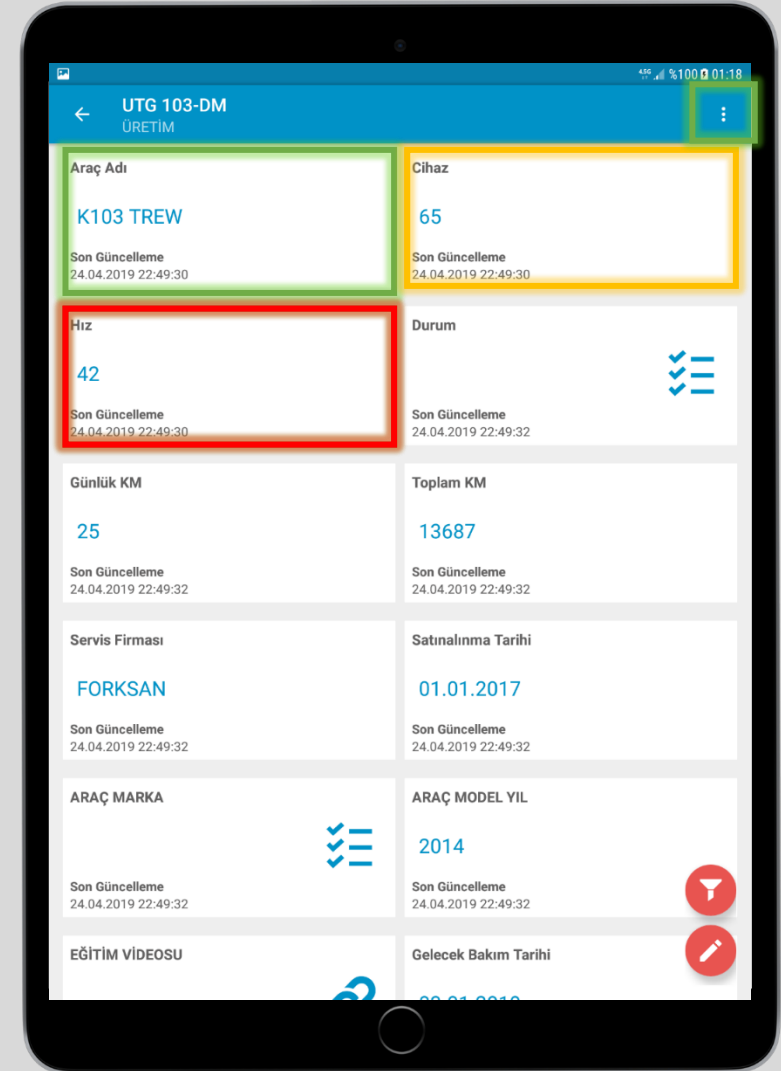 4,5G %100 01:18
UTG 103-DM
ÜRETİM
Araç Adı
K103 TREW
Son Güncelleme
24.04.2019 22:49:30
Cihaz
65
Son Güncelleme
24.04.2019 22:49:30
Hız
42
Son Güncelleme
24.04.2019 22:49:30
Durum
Son Güncelleme
24.04.2019 22:49:32
Günlük KM
25
Son Güncelleme
24.04.2019 22:49:32
Toplam KM
13687
Son Güncelleme
24.04.2019 22:49:32
Servis Firması
FORKSAN
Son Güncelleme
24.04.2019 22:49:32
Satınalınma Tarihi
01.01.2017
Son Güncelleme
24.04.2019 22:49:32
ARAÇ MARKA
Son Güncelleme
24.04.2019 22:49:32
ARAÇ MODEL YIL
2014
Son Güncelleme
24.04.2019 22:49:32
EĞİTİM VİDEOSU
Gelecek Bakım Tarihi